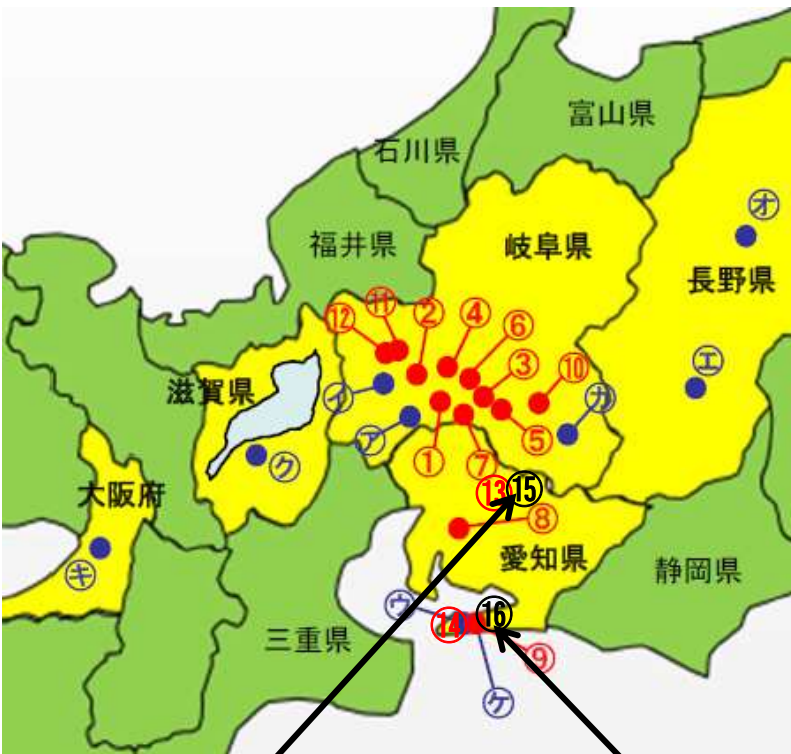 富山県
石川県
㋔
福井県
岐阜県
長野県
⑪
②
④
⑫
⑥
③
⑩
㋓
滋賀県
㋑
㋕
㋐
⑤
①
⑦
㋗
大阪府
⑬
⑮
⑧
㋖
愛知県
静岡県
㋒
⑭
⑯
三重県
⑨
㋘